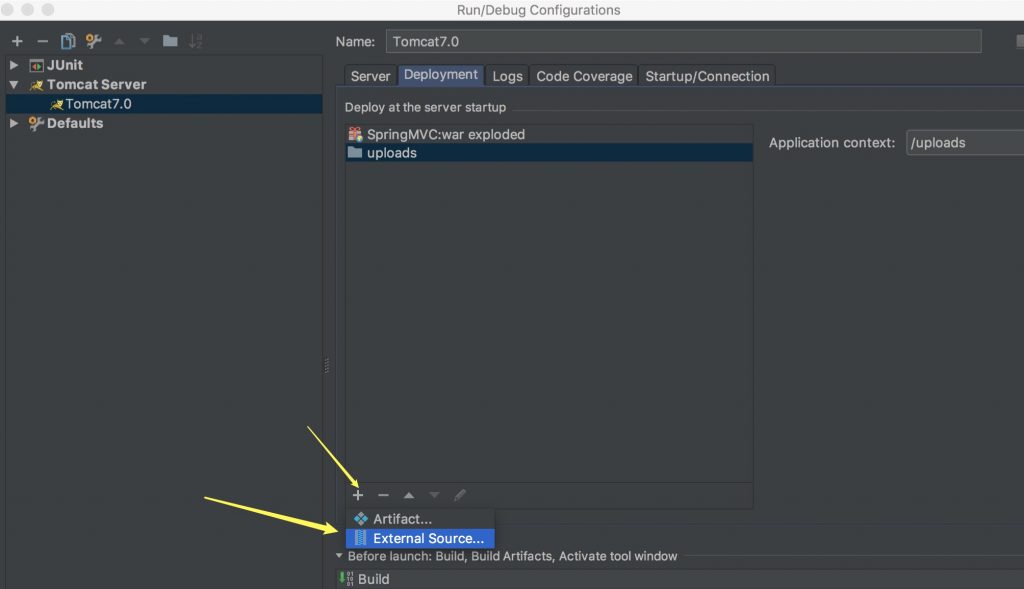 Run/Debug Configurations
Name: Tomcat7.0
JUnit
Tomcat Server
Tomcat7.0
Defaults
Server Deployment Logs Code Coverage Startup/Connection
Deploy at the server startup
SpringMVC:war exploded
uploads
Application context: /uploads
Artifact...
External Source...
Before launch: Build, Build Artifacts, Activate tool window
Build